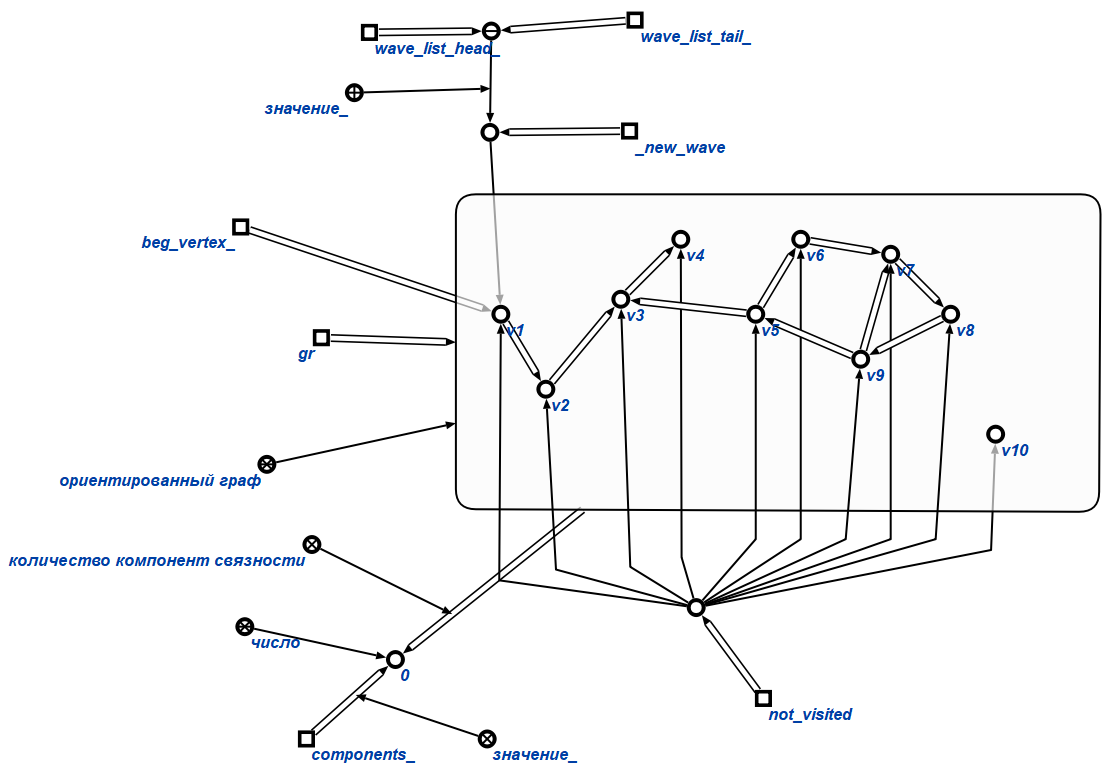 wave_list_head_
wave_list_tail_
значение_
_new_wave
beg_vertex_
v4
v6
v7
v1
v3
v5
v8
gr
v9
v2
v10
ориентированный граф
количество компонент связности
число
0
not_visited
components_
значение_